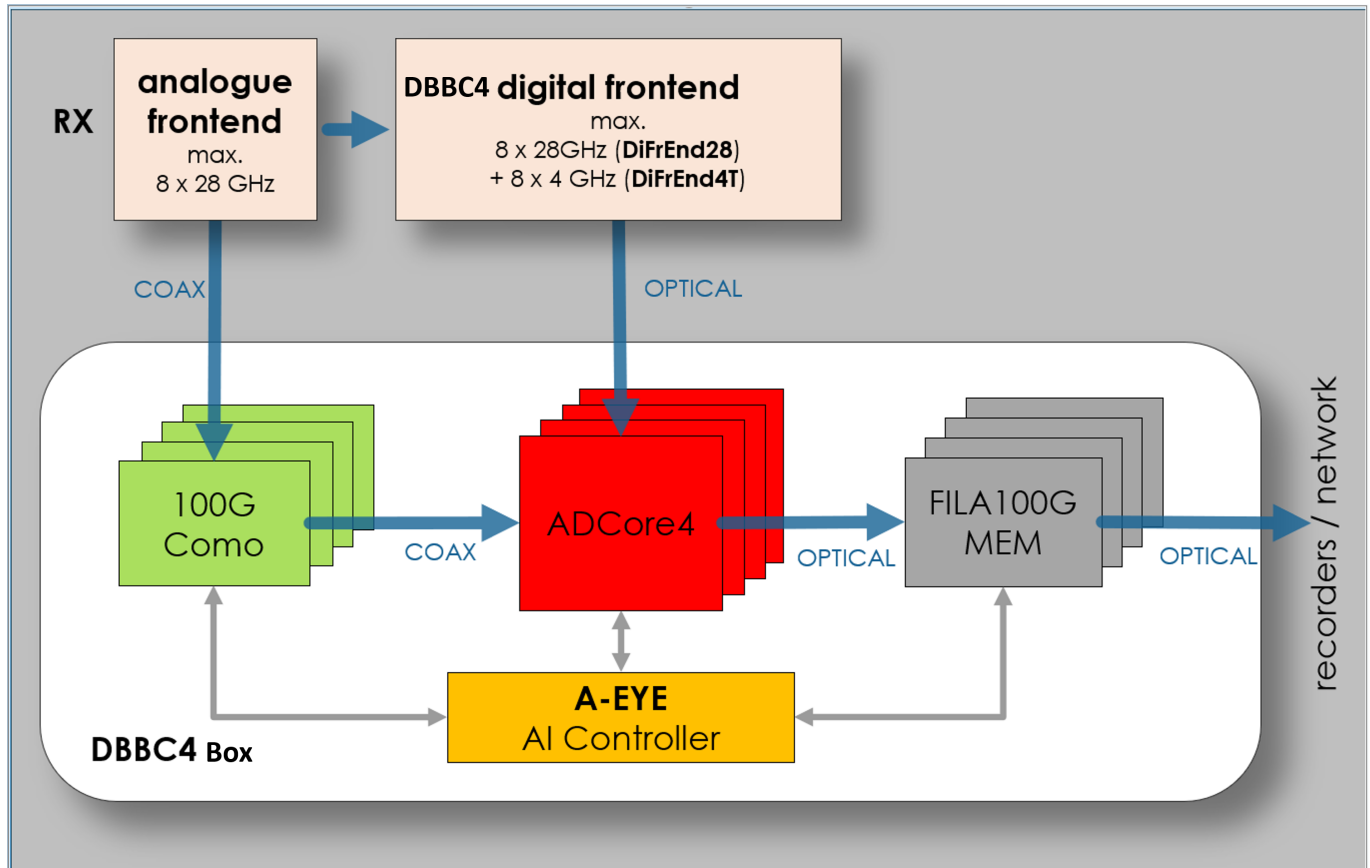 RX
analogue
frontend
max.
8 x 28 GHz
DBBC4 digital frontend
max.
8 x 28GHz (DiFrEnd28)
+ 8 x 4 GHz (DiFrEnd4T)
COAX
OPTICAL
100G
Como
COAX
ADCore4
OPTICAL
FILA100G
MEM
OPTICAL
recorders / network
A-EYE
AI Controller
DBBC4 Box